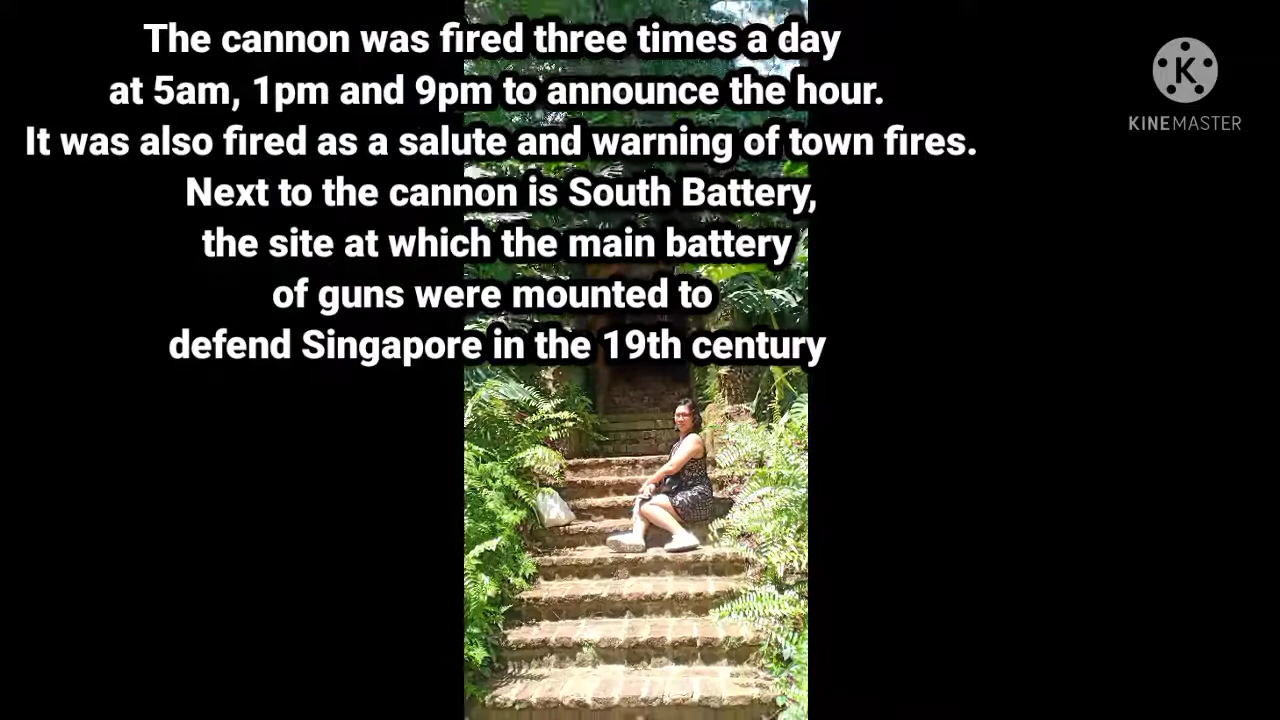 The cannon was fired three times a day
at 5am, 1pm and 9pm to announce the hour.
It was also fired as a salute and warning of town fires.
Next to the cannon is South Battery,
the site at which the main battery
of guns were mounted to
defend Singapore in the 19th century
K
KINEMASTER